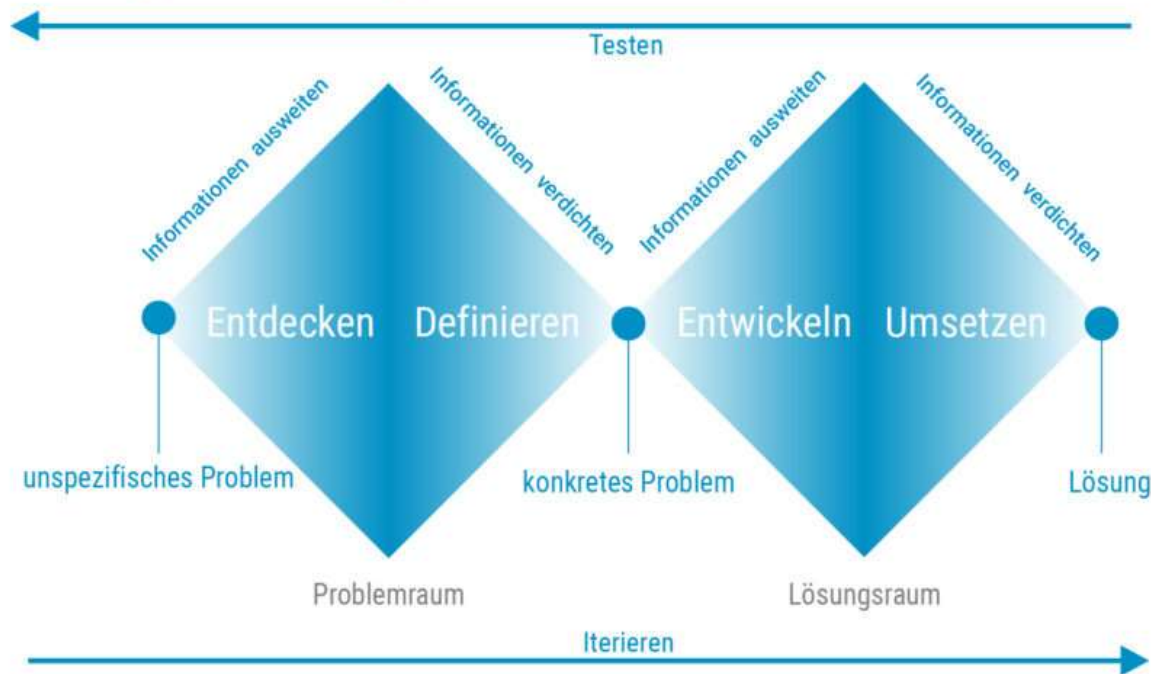 Testen
Informationen ausweiten
Informationen verdichten
Informationen ausweiten
Informationen verdichten
Entdecken
Definieren
Entwickeln
Umsetzen
unspezifisches Problem
konkretes Problem
Lösung
Problemraum
Lösungsraum
Iterieren